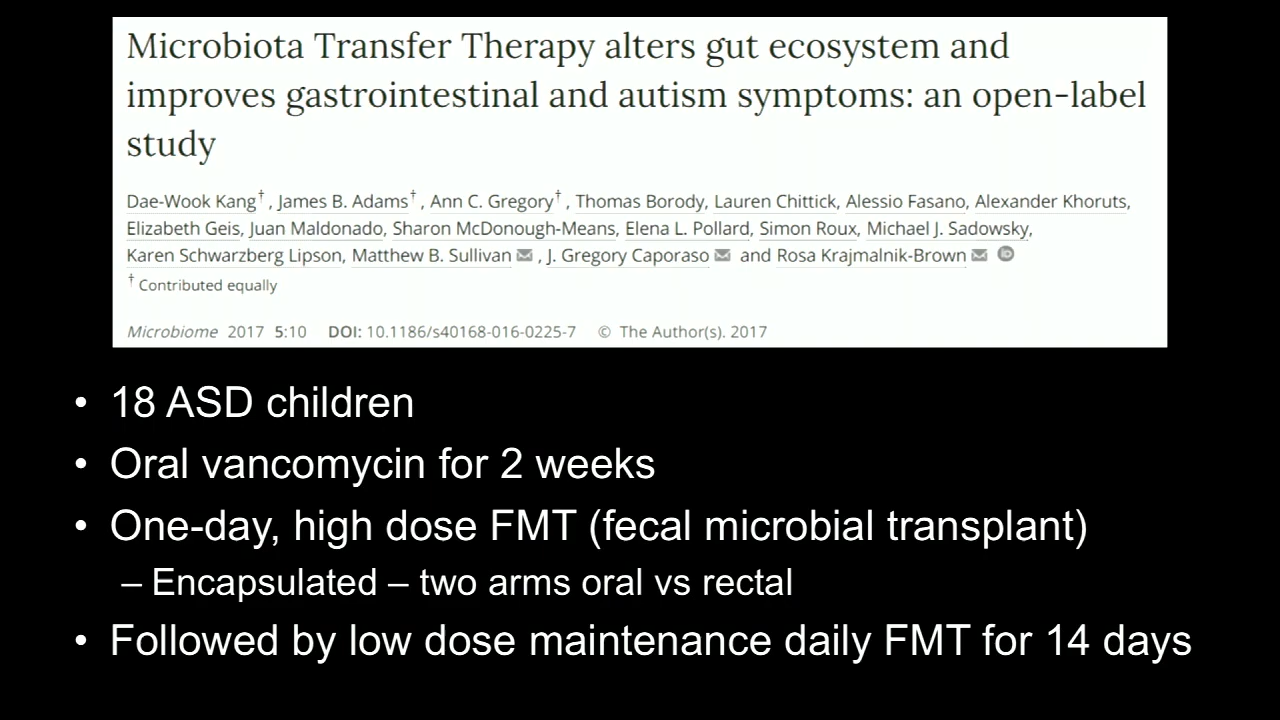 Microbiota Transfer Therapy alters gut ecosystem and
improves gastrointestinal and autism symptoms: an open-label
study
Dae-Wook Kang†, James B. Adams†, Ann C. Gregory†, Thomas Borody, Lauren Chittick, Alessio Fasano, Alexander Khoruts,
Elizabeth Geis, Juan Maldonado, Sharon McDonough-Means, Elena L. Pollard, Simon Roux, Michael J. Sadowsky,
Karen Schwarzberg Lipson, Matthew B. Sullivan, J. Gregory Caporaso and Rosa Krajmalnik-Brown iD
† Contributed equally
Microbiome 2017 5:10 DOI: 10.1186/s40168-016-0225-7 © The Author(s). 2017
• 18 ASD children
• Oral vancomycin for 2 weeks
• One-day, high dose FMT (fecal microbial transplant)
– Encapsulated – two arms oral vs rectal
• Followed by low dose maintenance daily FMT for 14 days